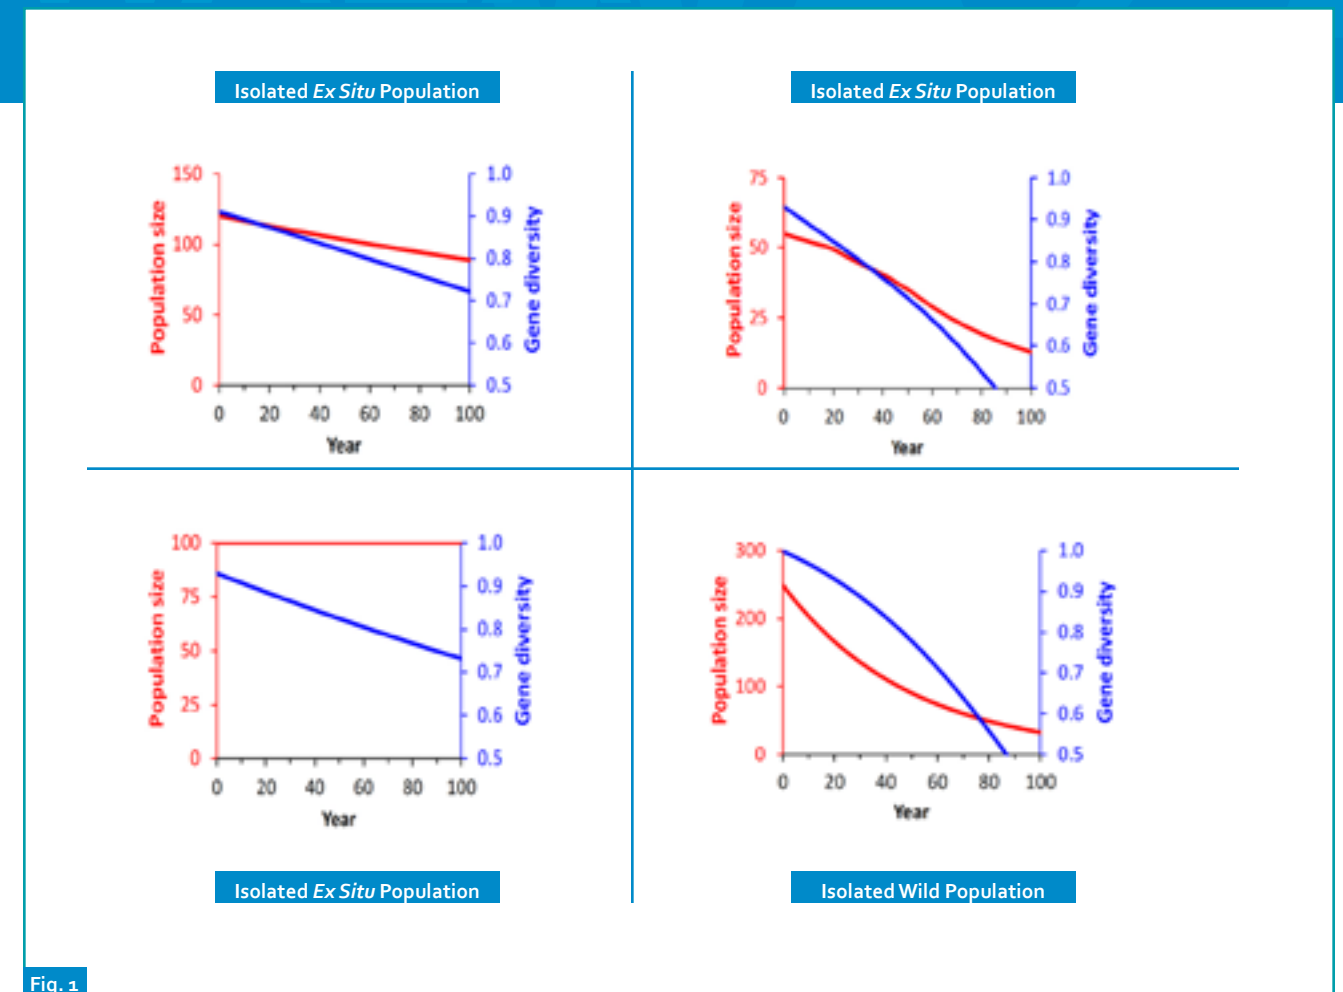 Isolated Ex Situ Population
Isolated Ex Situ Population
Population size
150
100
50
0
1.0
0.9
0.8
0.7
0.6
0.5
Gene diversity
0 20 40 60 80 100
Year
Population size
75
50
25
0
1.0
0.9
0.8
0.7
0.6
0.5
Gene diversity
0 20 40 60 80 100
Year
Population size
100
75
50
25
0
1.0
0.9
0.8
0.7
0.6
0.5
Gene diversity
0 20 40 60 80 100
Year
Population size
300
200
100
0
1.0
0.9
0.8
0.7
0.6
0.5
Gene diversity
0 20 40 60 80 100
Year
Isolated Ex Situ Population
Isolated Wild Population
Fig. 1